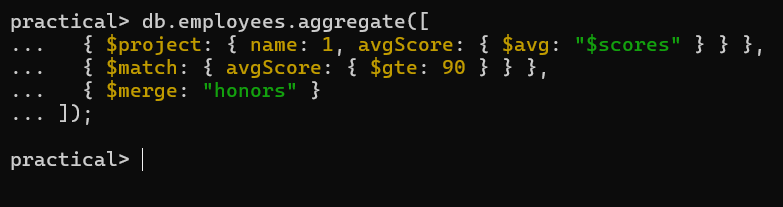 practical> db.employees.aggregate([
...   { $project: { name: 1, avgScore: { $avg: "$scores" } } },
...   { $match: { avgScore: { $gte: 90 } } },
...   { $merge: "honors" }
... ]);
practical>